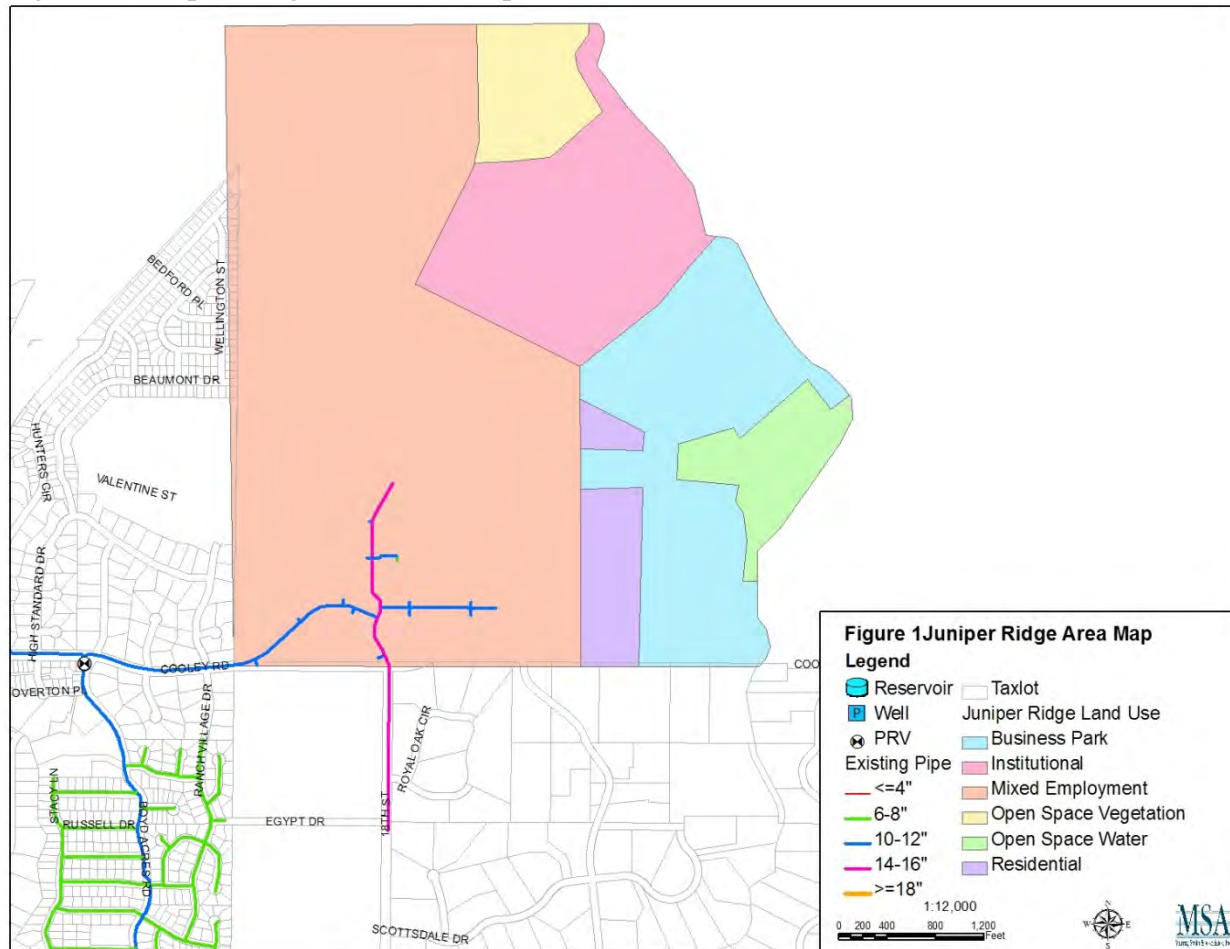 BEDFORD PL
WELLINGTON ST
BEAUMONT DR
HUNTERS CIR
VALENTINE ST
HIGH STANDARD DR
COOLEY RD
COO
OVERTON PL
RANCH VILLAGE DR
ROYAL OAK CIR
STACY LN
RUSSELL DR
BOYD ACRES RD
EGYPT DR
18TH ST
SCOTTSDALE DR
Figure 1Juniper Ridge Area Map
Legend
Reservoir
P Well
PRV
Existing Pipe
<=4"
6-8"
10-12"
14-16"
>=18"
Taxlot
Juniper Ridge Land Use
Business Park
Institutional
Mixed Employment
Open Space Vegetation
Open Space Water
Residential
1:12,000
0 200 400 800 1,200
Feet
N
W E
S
MSA